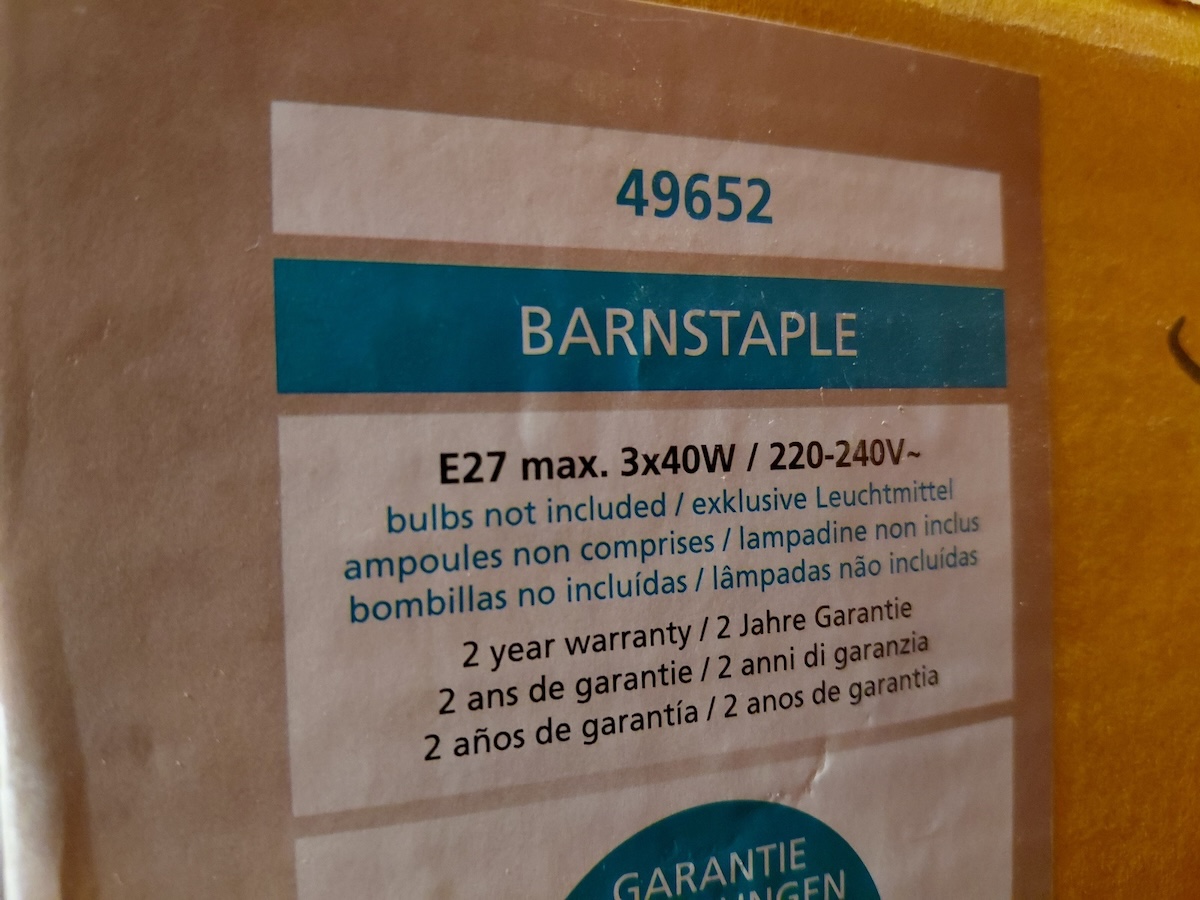 49652
BARNSTAPLE
E27 max. 3x40W / 220-240V~
bulbs not included / exklusive Leuchtmittel
ampoules non comprises / lampadine non inclus
bombillas no incluídas / lâmpadas não incluídas
2 year warranty / 2 Jahre Garantie
2 ans de garantie / 2 anni di garanzia
2 años de garantía / 2 anos de garantia
GARANTIE